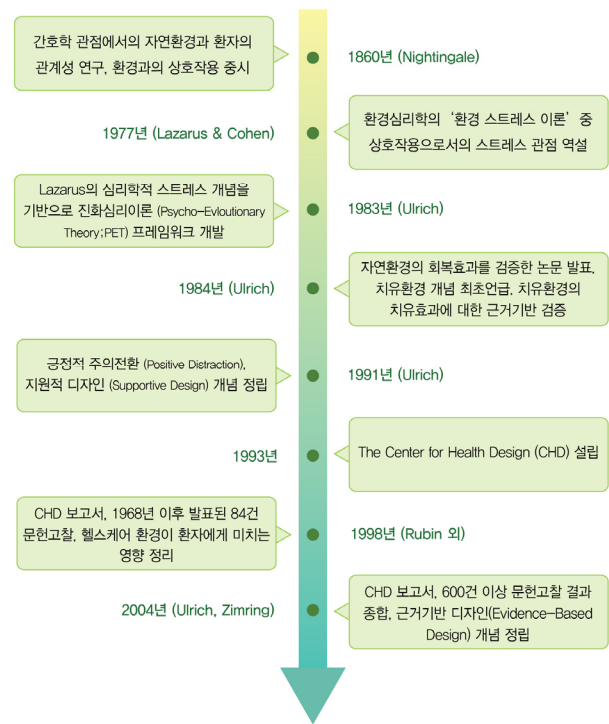 간호학 관점에서의 자연환경과 환자의
관계성 연구, 환경과의 상호작용 중시
1860년 (Nightingale)
1977년 (Lazarus & Cohen)
환경심리학의 ‘환경 스트레스 이론’ 중
상호작용으로서의 스트레스 관점 역설
Lazarus의 심리학적 스트레스 개념을
기반으로 진화심리이론 (Psycho-Evloutionary
Theory;PET) 프레임워크 개발
1983년 (Ulrich)
1984년 (Ulrich)
자연환경의 회복효과를 검증한 논문 발표.
치유환경 개념 최초언급. 치유환경의
치유효과에 대한 근거기반 검증
긍정적 주의전환 (Positive Distraction),
지원적 디자인 (Supportive Design) 개념 정립
1991년 (Ulrich)
1993년
The Center for Health Design (CHD) 설립
CHD 보고서, 1968년 이후 발표된 84건
문헌고찰, 헬스케어 환경이 환자에게 미치는
영향 정리
1998년 (Rubin 외)
2004년 (Ulrich, Zimring)
CHD 보고서, 600건 이상 문헌고찰 결과
종합, 근거기반 디자인(Evidence-Based
Design) 개념 정립